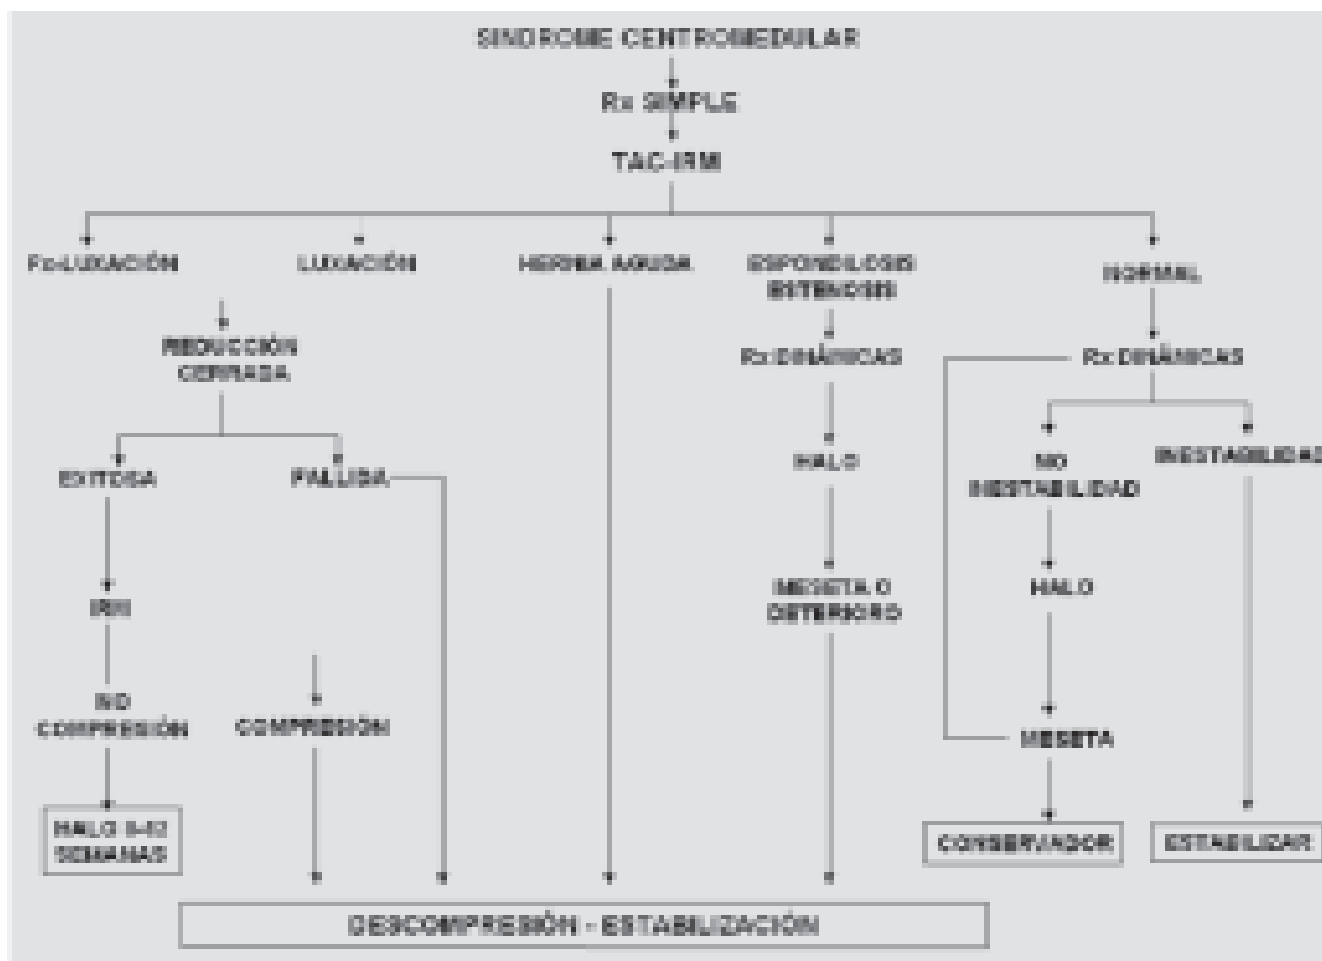 SINDROME CENTROMEDULAR
Rx SIMPLE
TAC-IRM
Fx-LUXACIÓN
LUXACIÓN
HERNIA AGUDA
ESPONDILOSIS
ESTENOSIS
NORMAL
REDUCCIÓN
CERRADA
Rx DINÁMICAS
Rx DINÁMICAS
EXITOSA
FALLIDA
HALO
NO
INESTABILIDAD
INESTABILIDAD
IRM
MESETA O
DETERIORO
HALO
NO
COMPRESIÓN
COMPRESIÓN
MESETA
HALO
SEMANAS
CONSERVADOR
ESTABILIZAR
DESCOMPRESIÓN - ESTABILIZACIÓN